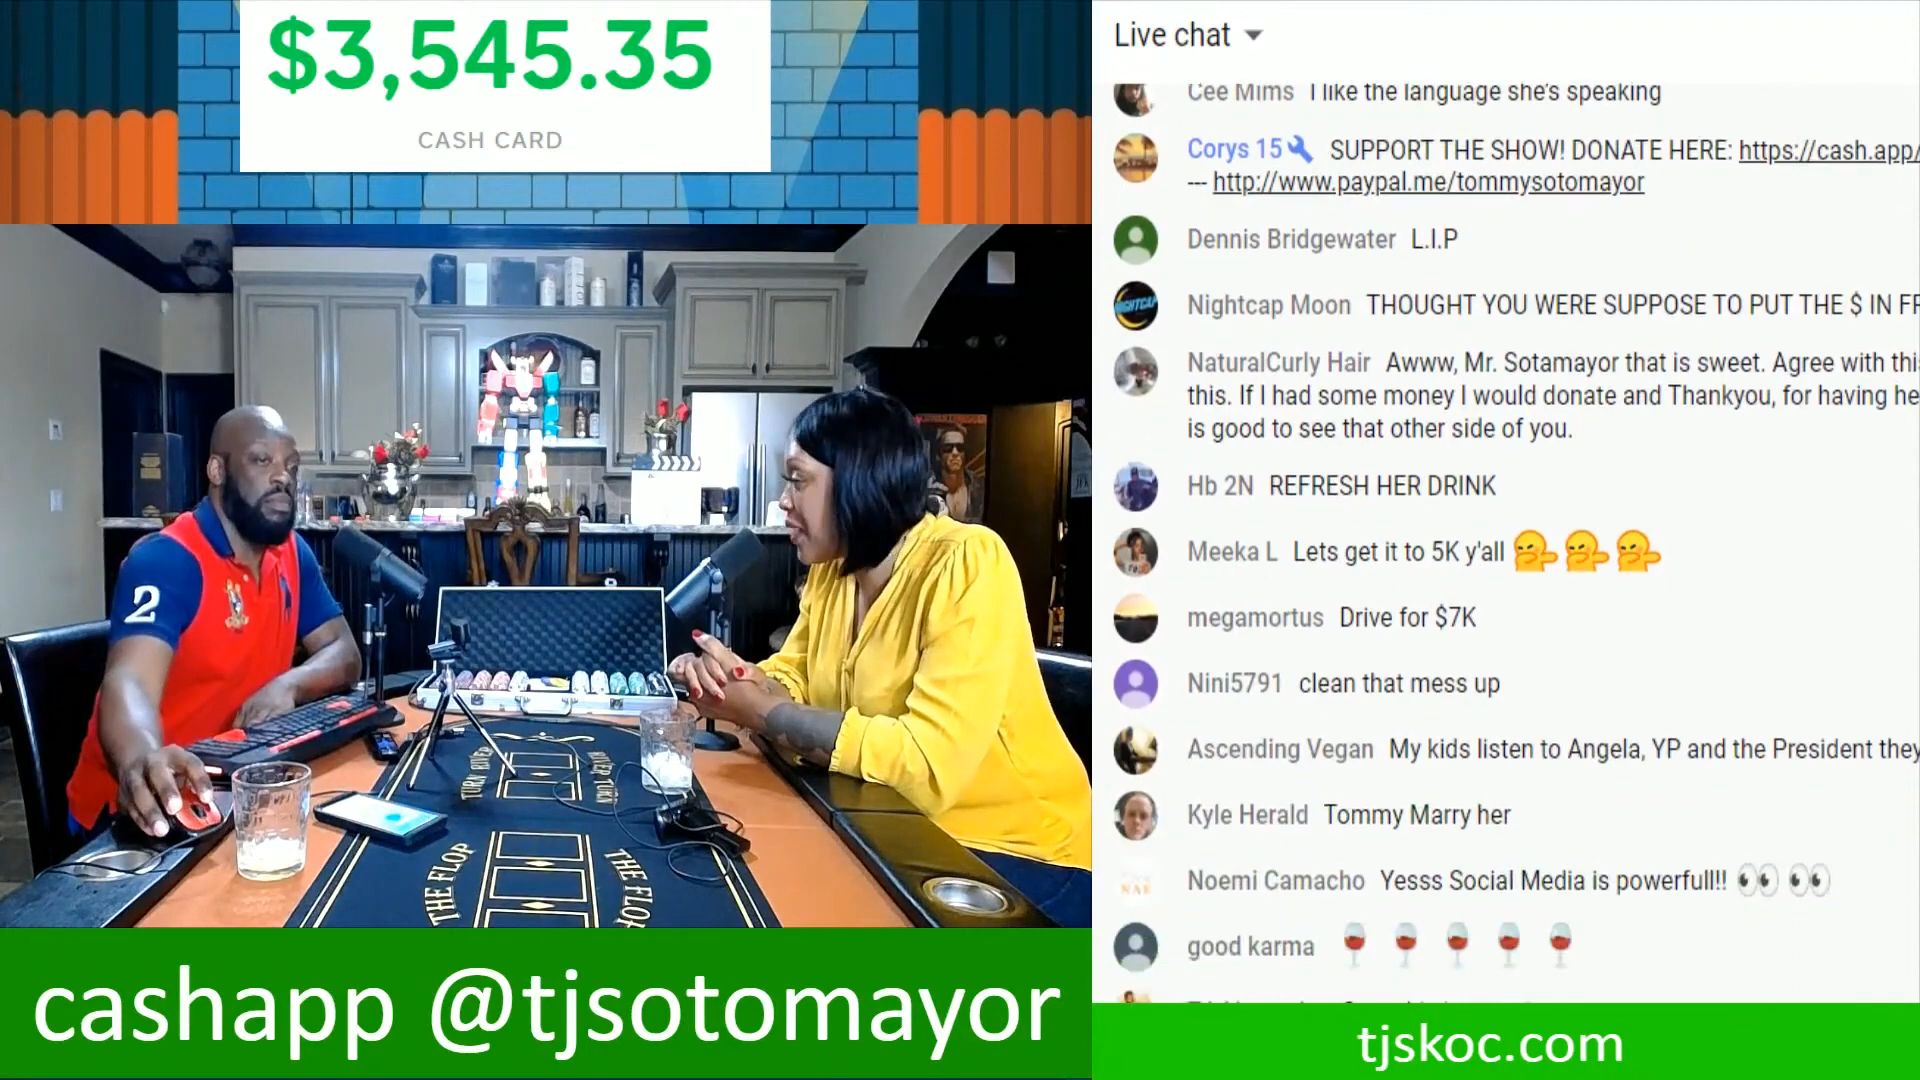 $3,545.35
CASH CARD
Live chat
Cee Mims I like the language she's speaking
Corys 15 SUPPORT THE SHOW! DONATE HERE: https://cash.app/
--- http://www.paypal.me/tommysotomayor
Dennis Bridgewater L.I.P
NIGHTCAP
Nightcap Moon THOUGHT YOU WERE SUPPOSE TO PUT THE $ IN
NaturalCurly Hair Awww, Mr. Sotamayor that is sweet. Agree with
this. If I had some money I would donate and Thankyou, for having
is good to see that other side of you.
Hb 2N REFRESH HER DRINK
Meeka L Lets get it to 5K y'all 🤧🤧🤧
megamortus Drive for $7K
Nini5791 clean that mess up
Ascending Vegan My kids listen to Angela, YP and the President they
Kyle Herald Tommy Marry her
Noemi Camacho Yesss Social Media is powerfull!! 👀 👀
good karma 🍷 🍷 🍷 🍷 🍷
2
TURN RIVER
RIVER TURN
THE FLOP
THE FLOP
cashapp @tjsotomayor
tjskoc.com